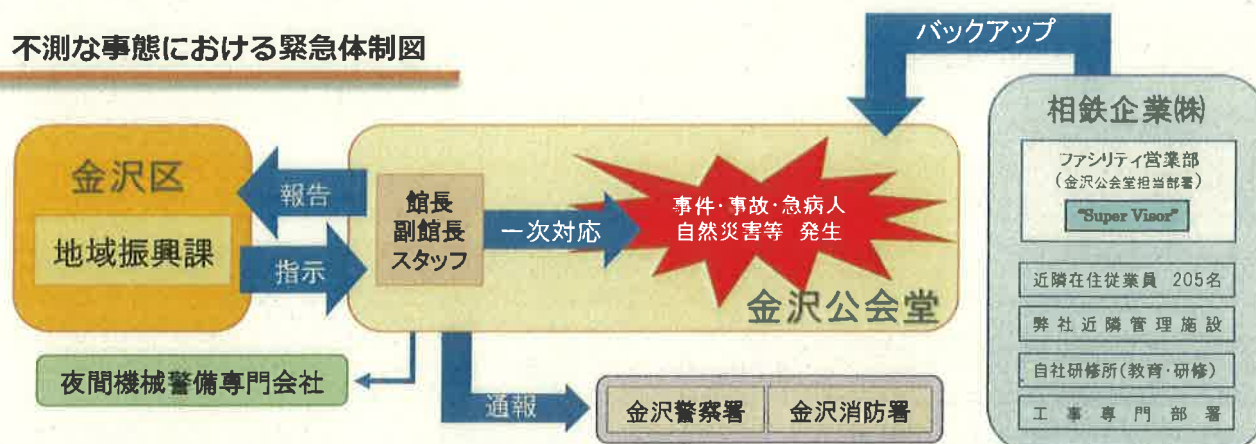 不測な事態における緊急体制図
バックアップ
金沢区
地域振興課
報告
指示
館長
副館長
スタッフ
一次対応
事件・事故・急病人
自然災害等 発生
金沢公会堂
相鉄企業㈱
ファシリティ営業部
(金沢公会堂担当部署)
"Super Visor"
近隣在住従業員 205名
弊社近隣管理施設
自社研修所(教育・研修)
工事専門部署
夜間機械警備専門会社
通報
金沢警察署
金沢消防署